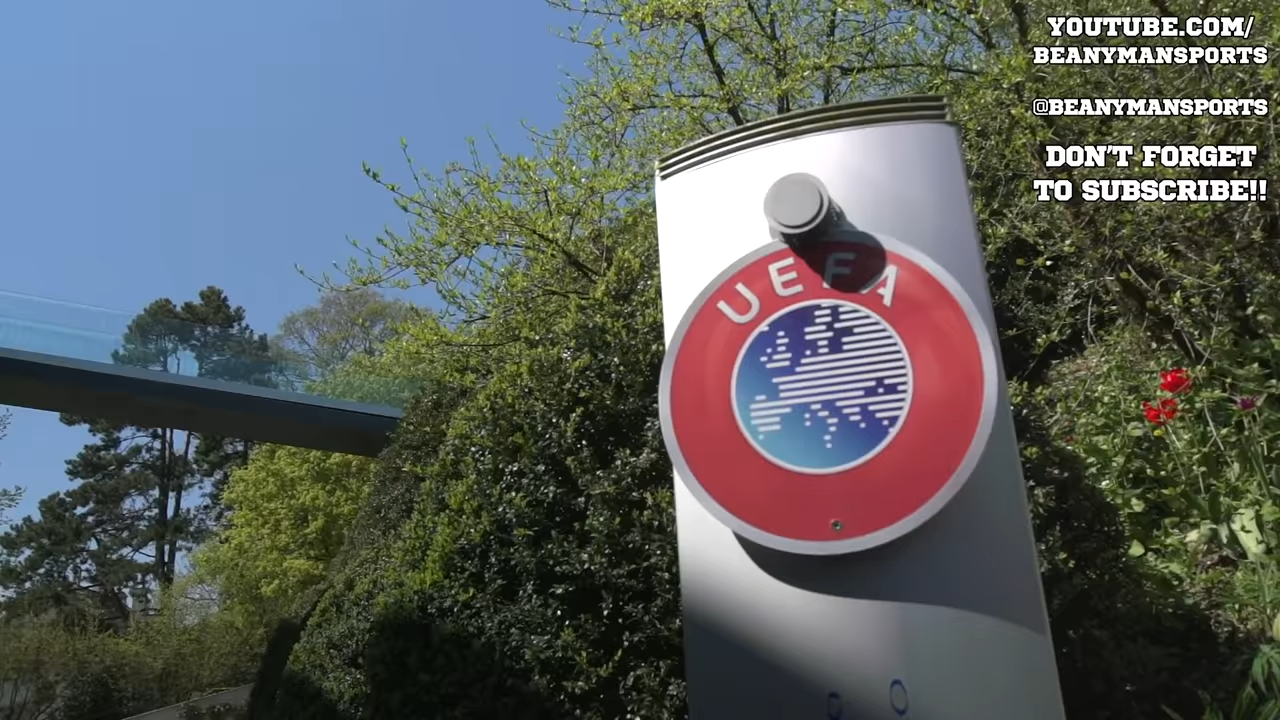 YOUTUBE.COM/
BEANYMANSPORTS
@BEANYMANSPORTS
DON'T FORGET
TO SUBSCRIBE!!
UEFA